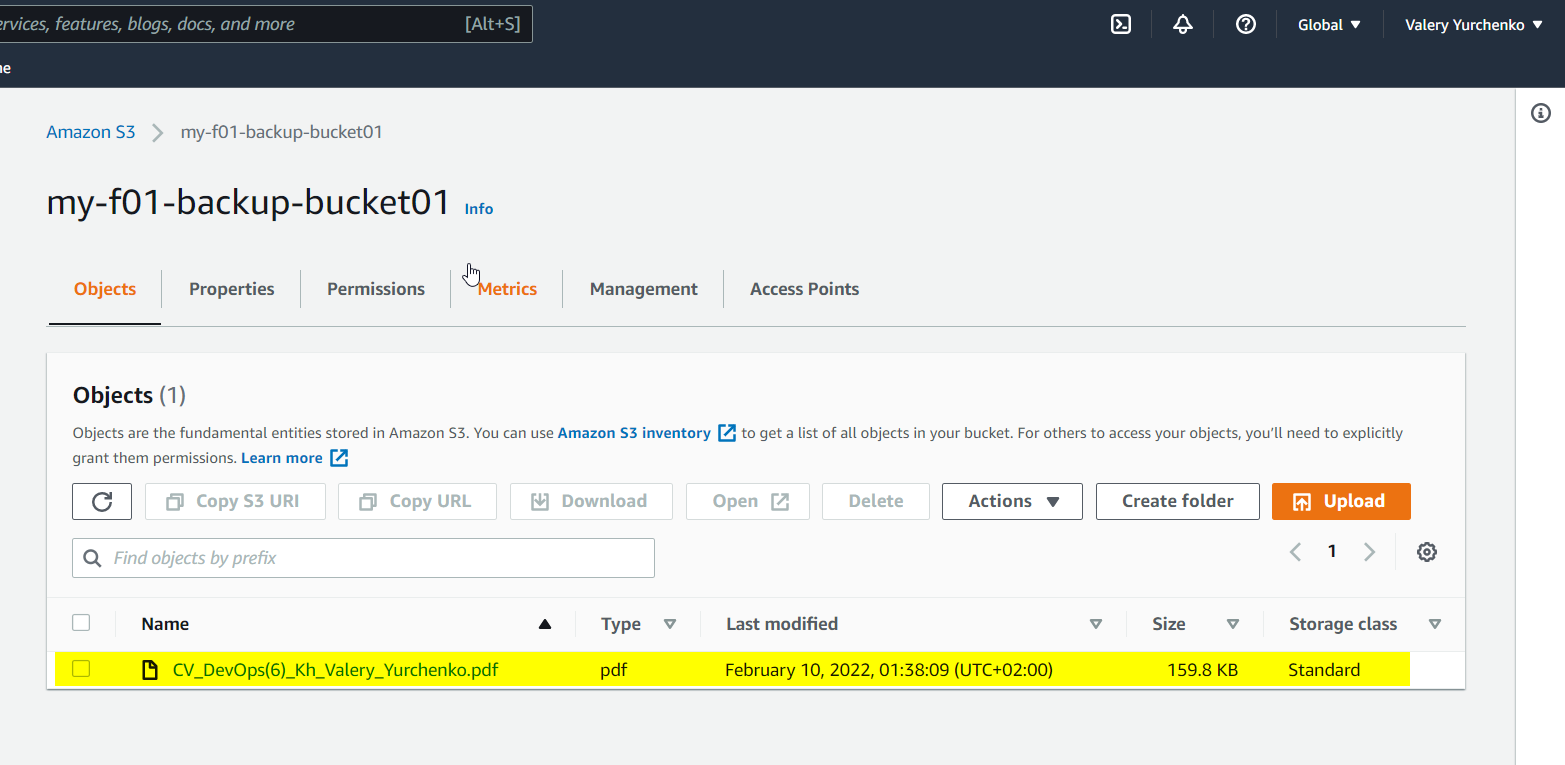 ervices, features, blogs, docs, and more [Alt+S] Global Valery Yurchenko
ne
Amazon S3 my-f01-backup-bucket01
my-f01-backup-bucket01 Info
Objects Properties Permissions Metrics Management Access Points
Objects (1)
Objects are the fundamental entities stored in Amazon S3. You can use Amazon S3 inventory to get a list of all objects in your bucket. For others to access your objects, you'll need to explicitly
grant them permissions. Learn more
Copy S3 URI Copy URL Download Open Delete Actions Create folder Upload
Find objects by prefix 1
Name Type Last modified Size Storage class
CV_DevOps(6)_Kh_Valery_Yurchenko.pdf pdf February 10, 2022, 01:38:09 (UTC+02:00) 159.8 KB Standard